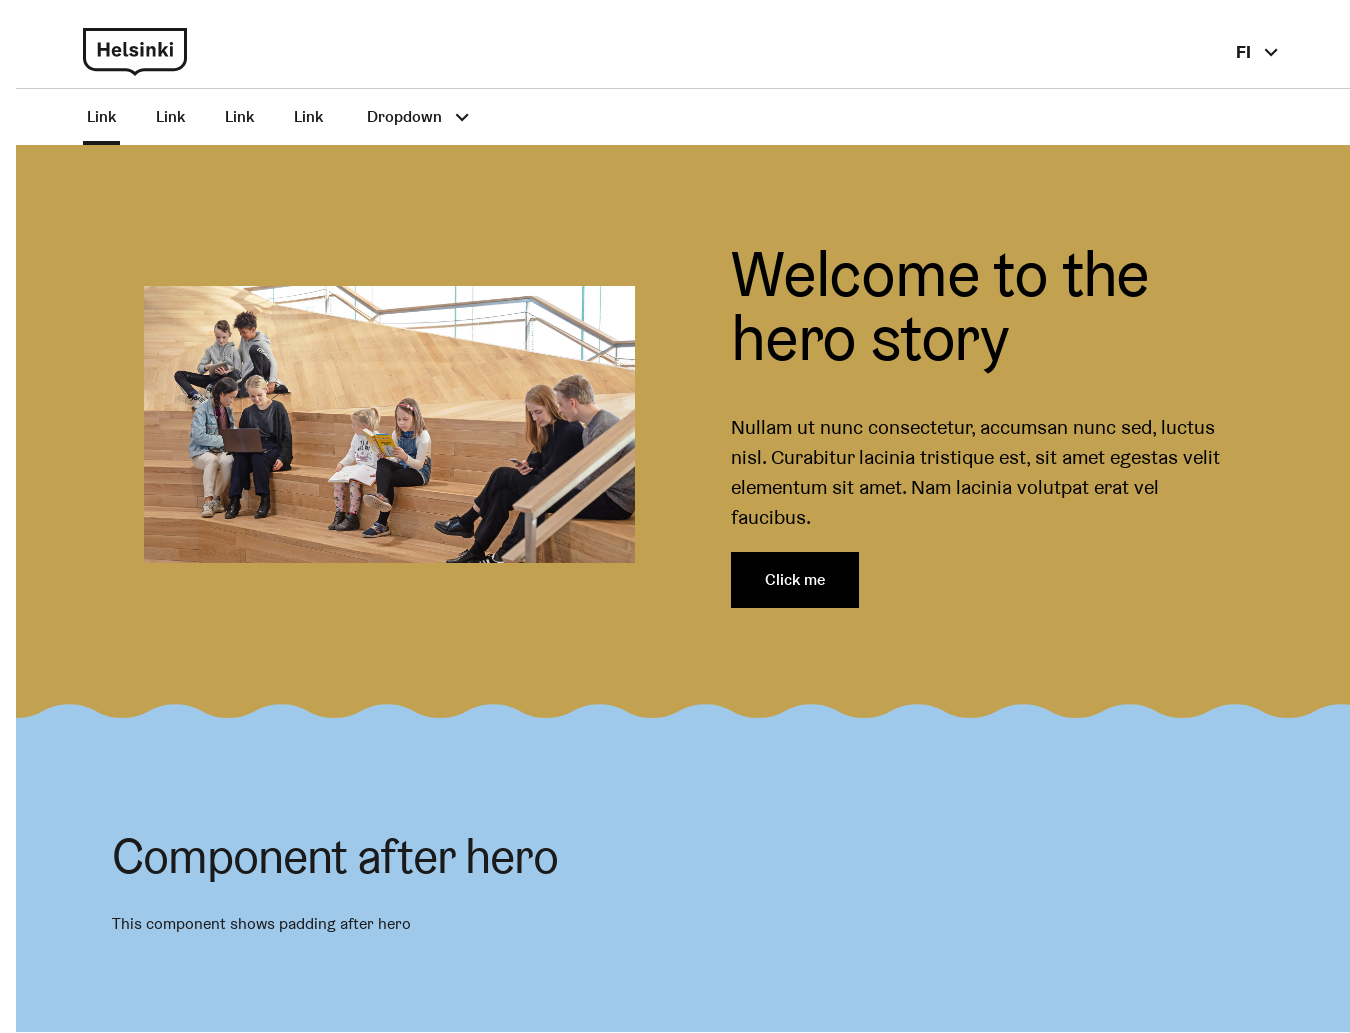 Helsinki
FI
Link Link Link Link Dropdown
Welcome to the
hero story
Nullam ut nunc consectetur, accumsan nunc sed, luctus
nisl. Curabitur lacinia tristique est, sit amet egestas velit
elementum sit amet. Nam lacinia volutpat erat vel
faucibus.
Click me
Component after hero
This component shows padding after hero